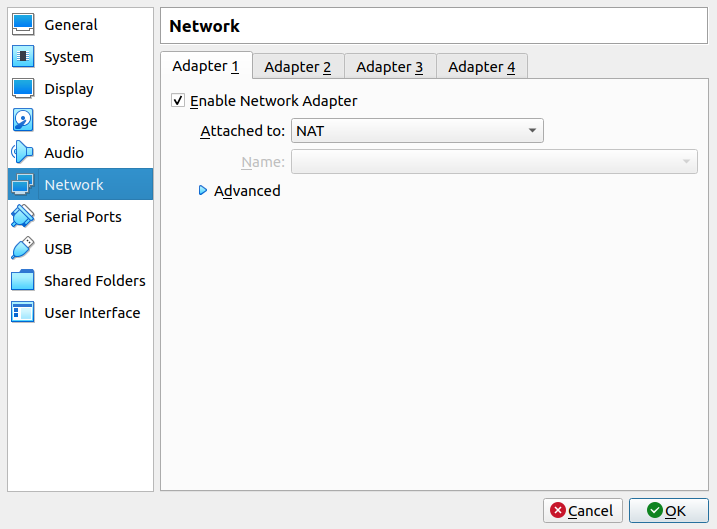 General
System
Display
Storage
Audio
Network
Serial Ports
USB
Shared Folders
User Interface
Network
Adapter 1 Adapter 2 Adapter 3 Adapter 4
Enable Network Adapter
Attached to: NAT
Name:
Advanced
Cancel OK